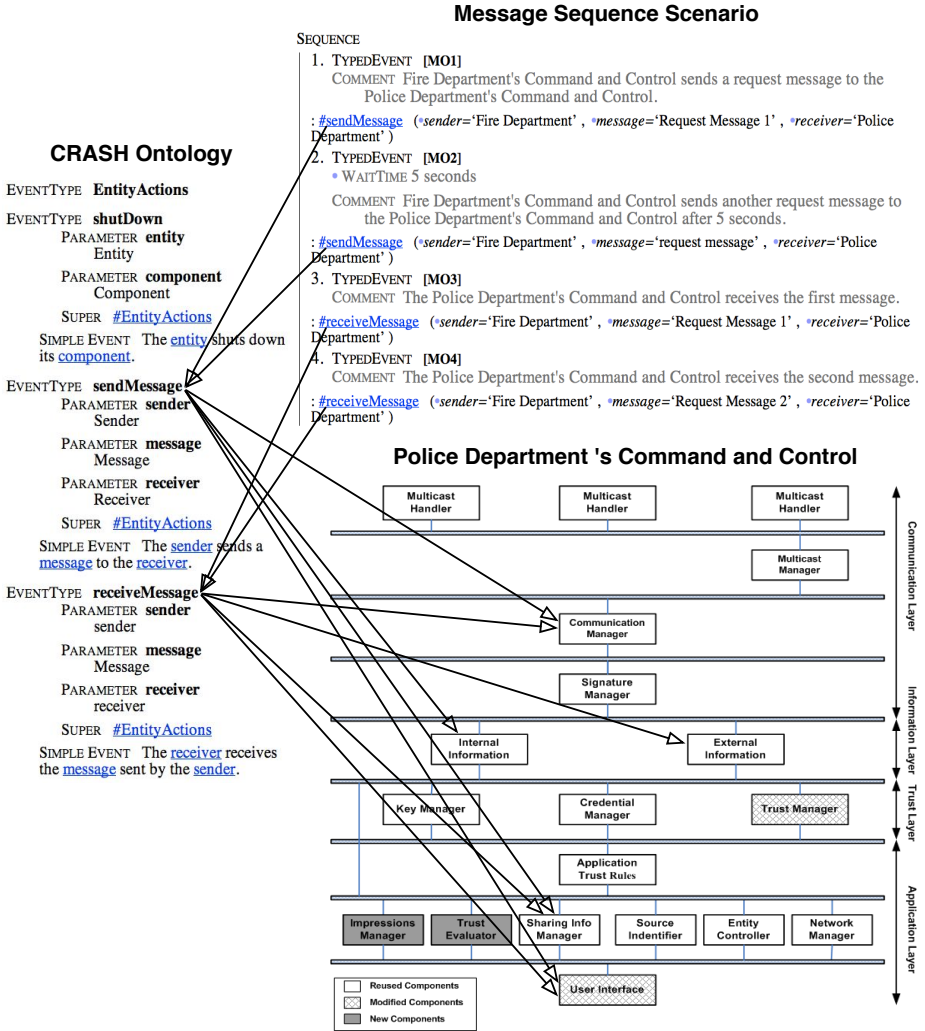 Message Sequence Scenario
SEQUENCE
1. TYPEDEVENT [MO1]
COMMENT Fire Department's Command and Control sends a request message to the
Police Department's Command and Control.
: #sendMessage (•sender=‘Fire Department’ , •message=‘Request Message 1’ , •receiver=‘Police
Department’ )
2. TYPEDEVENT [MO2]
• WAITTIME 5 seconds
COMMENT Fire Department's Command and Control sends another request message to
the Police Department's Command and Control after 5 seconds.
: #sendMessage (•sender=‘Fire Department’ , •message=‘request message’ , •receiver=‘Police
Department’ )
3. TYPEDEVENT [MO3]
COMMENT The Police Department's Command and Control receives the first message.
: #receiveMessage (•sender=‘Fire Department’ , •message=‘Request Message 1’ , •receiver=‘Police
Department’ )
4. TYPEDEVENT [MO4]
COMMENT The Police Department's Command and Control receives the second message.
: #receiveMessage (•sender=‘Fire Department’ , •message=‘Request Message 2’ , •receiver=‘Police
Department’ )
CRASH Ontology
EVENTTYPE EntityActions
EVENTTYPE shutDown
PARAMETER entity
Entity
PARAMETER component
Component
SUPER #EntityActions
SIMPLE EVENT The entity shuts down
its component.
EVENTTYPE sendMessage
PARAMETER sender
Sender
PARAMETER message
Message
PARAMETER receiver
Receiver
SUPER #EntityActions
SIMPLE EVENT The sender sends a
message to the receiver.
EVENTTYPE receiveMessage
PARAMETER sender
sender
PARAMETER message
Message
PARAMETER receiver
receiver
SUPER #EntityActions
SIMPLE EVENT The receiver receives
the message sent by the sender.
Police Department 's Command and Control
Multicast
Handler
Multicast
Handler
Multicast
Handler
Multicast
Manager
Communication
Manager
Signature
Manager
Internal
Information
External
Information
Key Manager
Credential
Manager
Trust Manager
Application
Trust Rules
Impressions
Manager
Trust
Evaluator
Sharing Info
Manager
Source
Indentifier
Entity
Controller
Network
Manager
User Interface
Communication Layer
Information Layer
Trust Layer
Application Layer
Reused Components
Modified Components
New Components